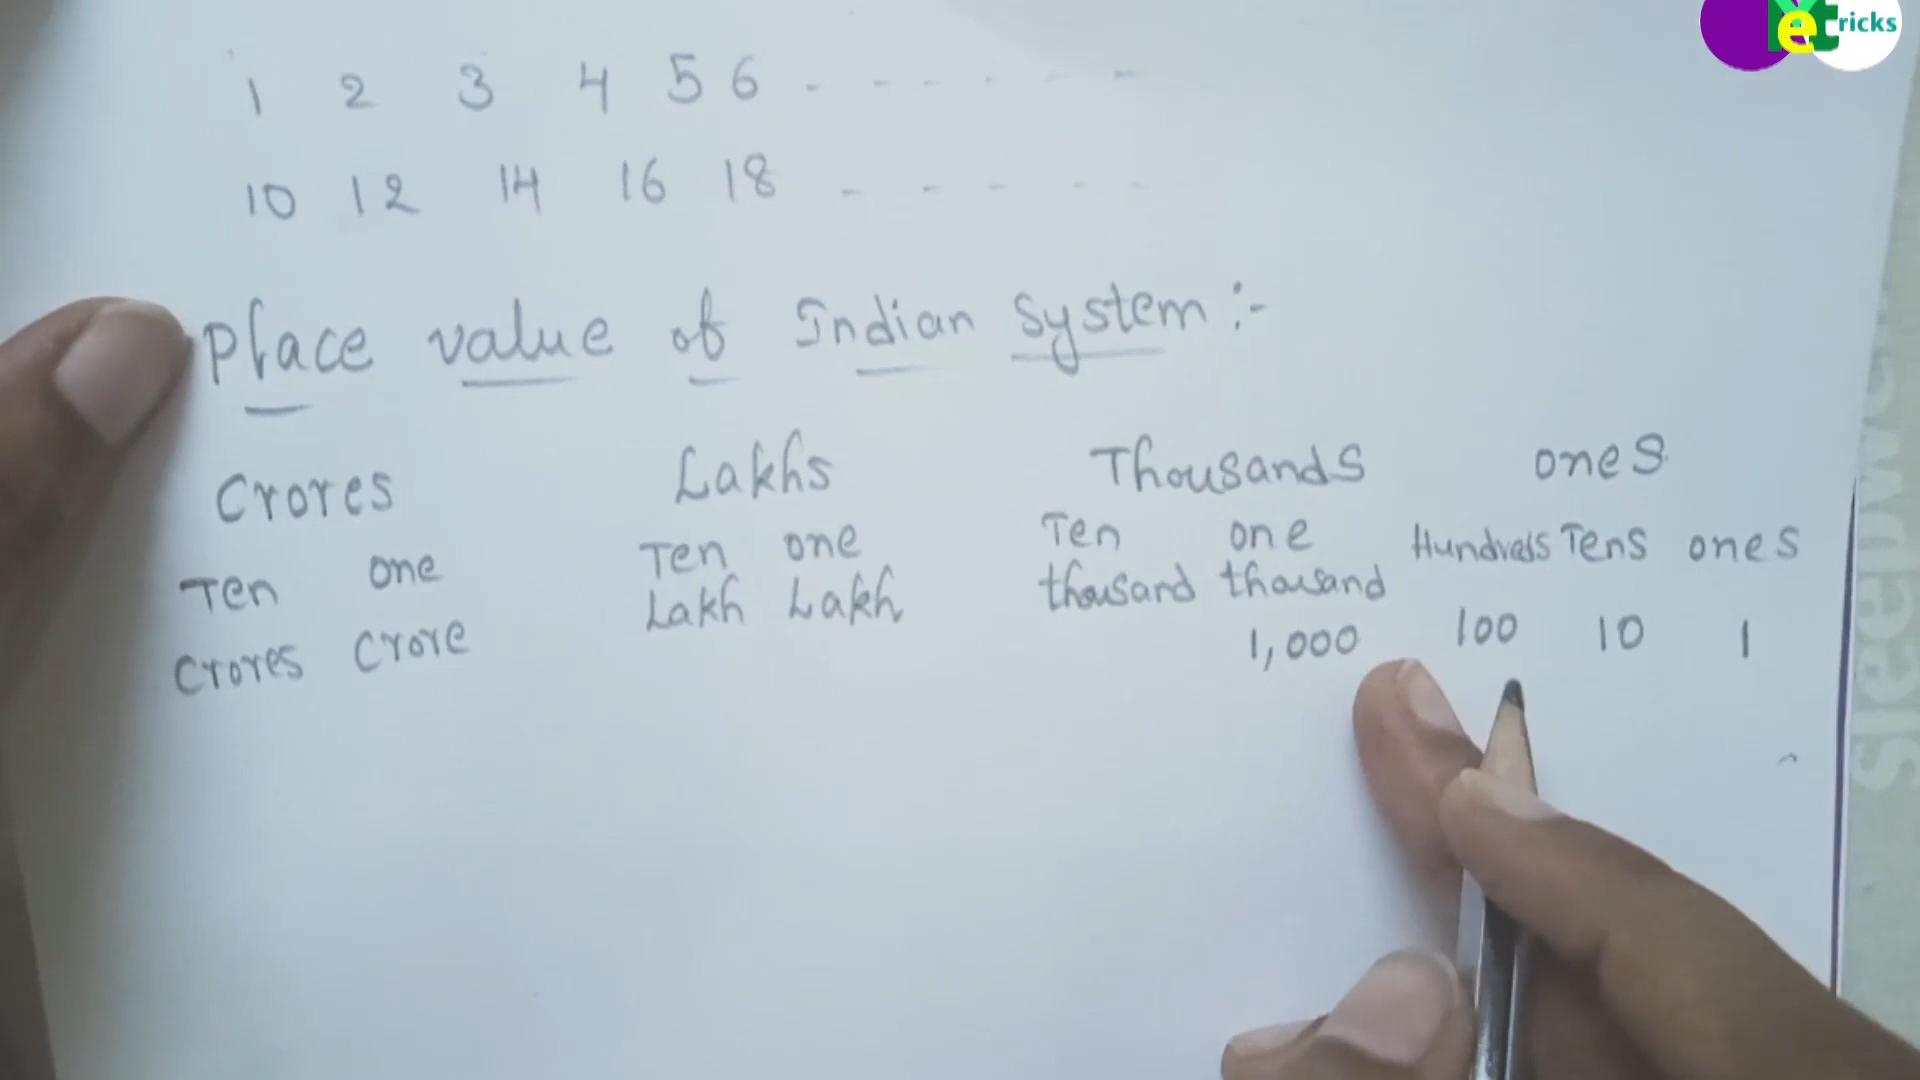 Yetricks
1 2 3 4 5 6 - - - - - -
10 12 14 16 18 - - - - -
Place value of Indian System :-
Crores Lakhs Thousands ones
Ten one Ten one Ten one Hundreds Tens ones
Crores Crore Lakh Lakh thousand thousand
1,000 100 10 1